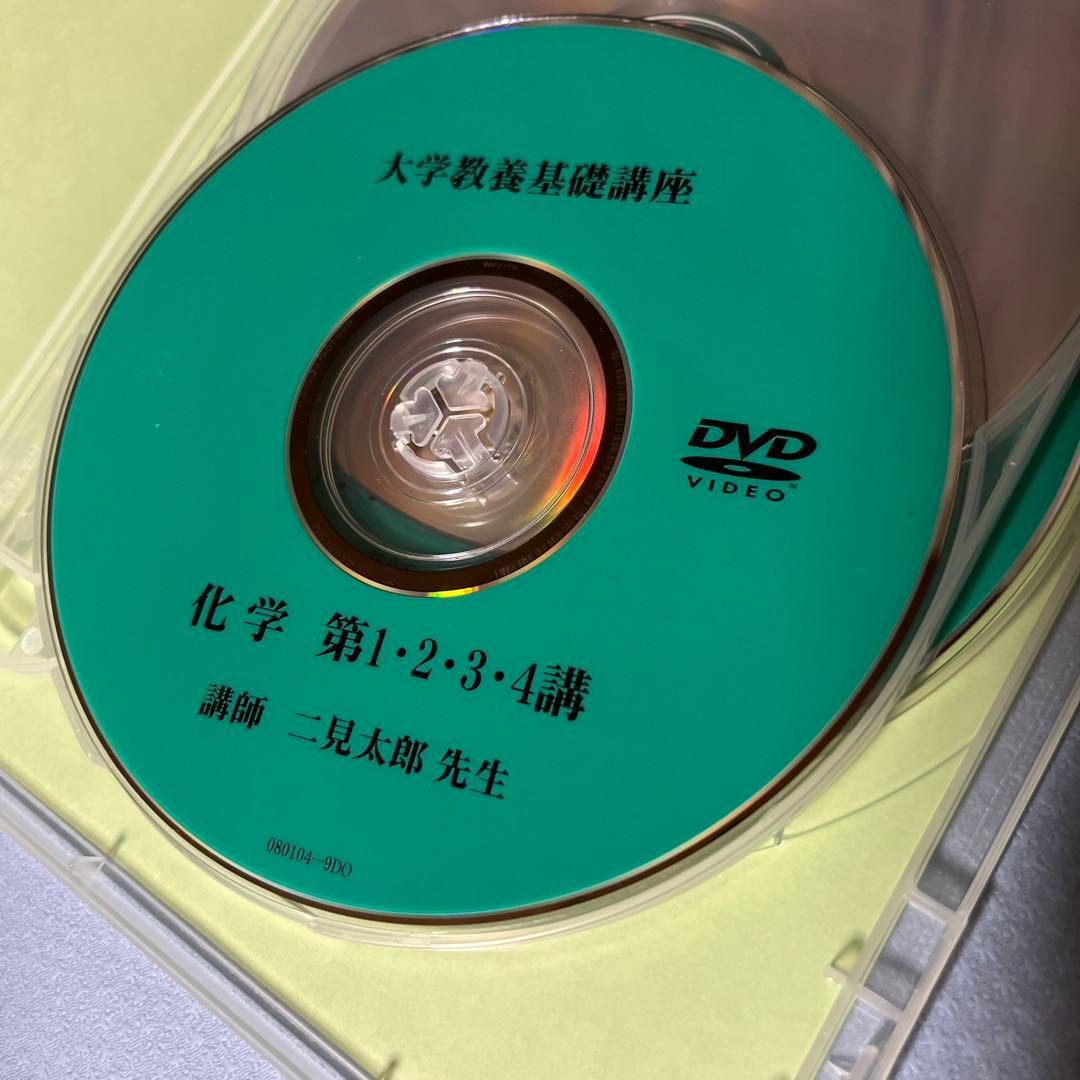 大学教養基礎講座
DVD
VIDEO™
化学 第1・2・3・4講
講師 二見太郎 先生
080104-9DO